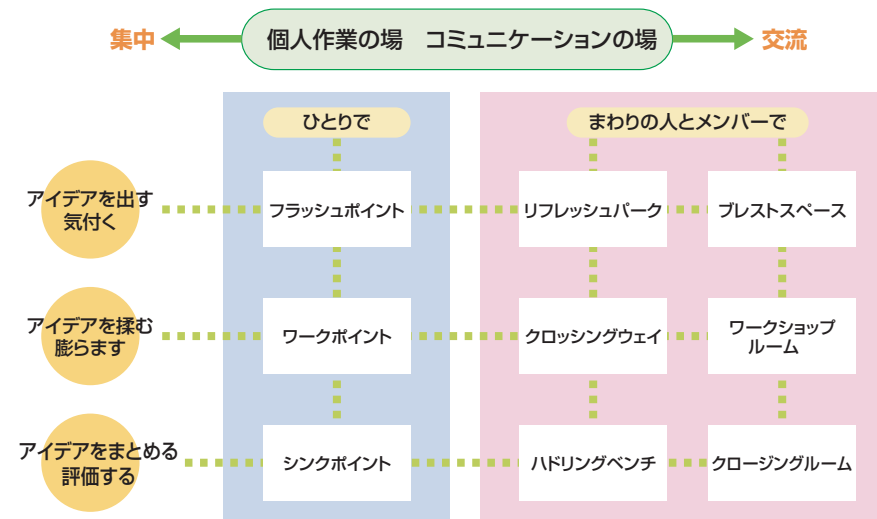 集中
個人作業の場 コミュニケーションの場
交流
ひとりで
まわりの人とメンバーで
アイデアを出す
気付く
フラッシュポイント
リフレッシュパーク
ブレストスペース
アイデアを揉む
膨らます
ワークポイント
クロッシングウェイ
ワークショップ
ルーム
アイデアをまとめる
評価する
シンクポイント
ハドリングベンチ
クロージングルーム